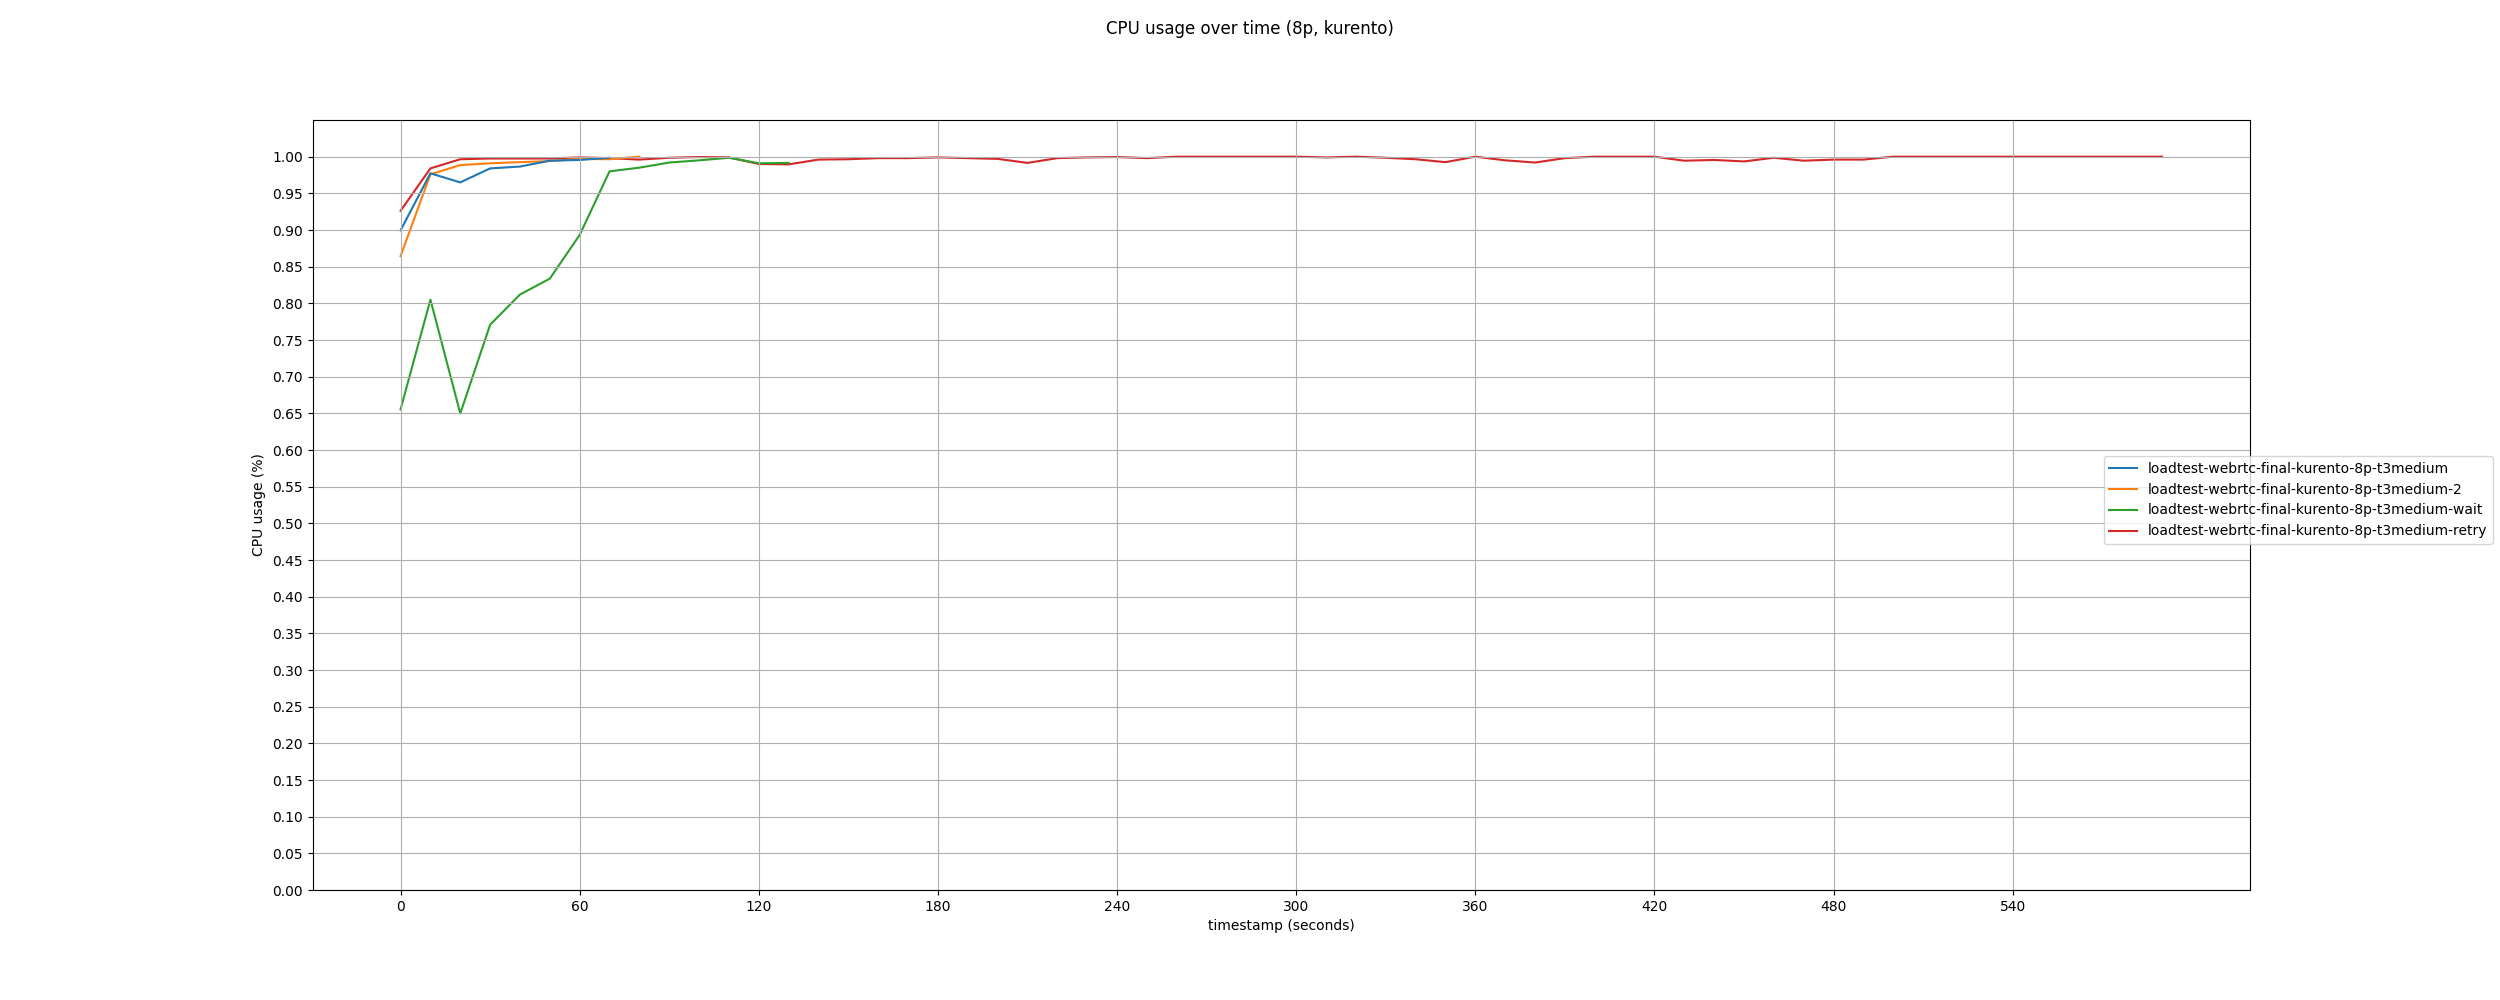 CPU usage over time (8p, kurento)
CPU usage (%)
1.00
0.95
0.90
0.85
0.80
0.75
0.70
0.65
0.60
0.55
0.50
0.45
0.40
0.35
0.30
0.25
0.20
0.15
0.10
0.05
0.00
0 60 120 180 240 300 360 420 480 540
timestamp (seconds)
loadtest-webrtc-final-kurento-8p-t3medium
loadtest-webrtc-final-kurento-8p-t3medium-2
loadtest-webrtc-final-kurento-8p-t3medium-wait
loadtest-webrtc-final-kurento-8p-t3medium-retry